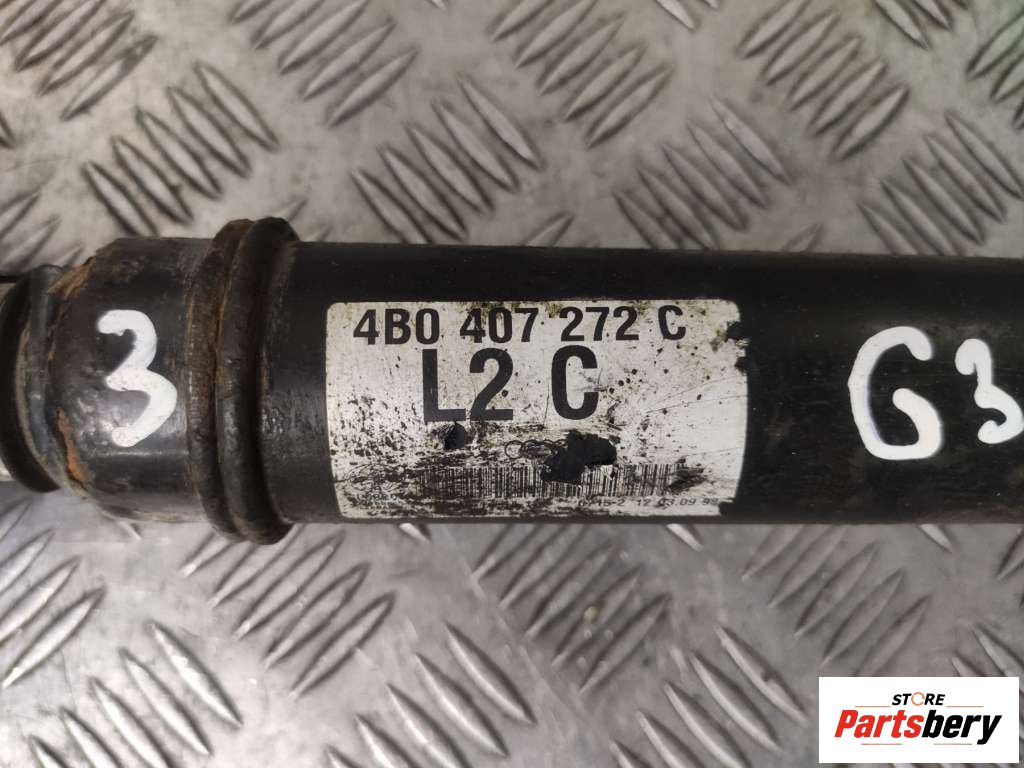 4B0 407 272 C
L2 C
3
G3
STORE
Partsbery